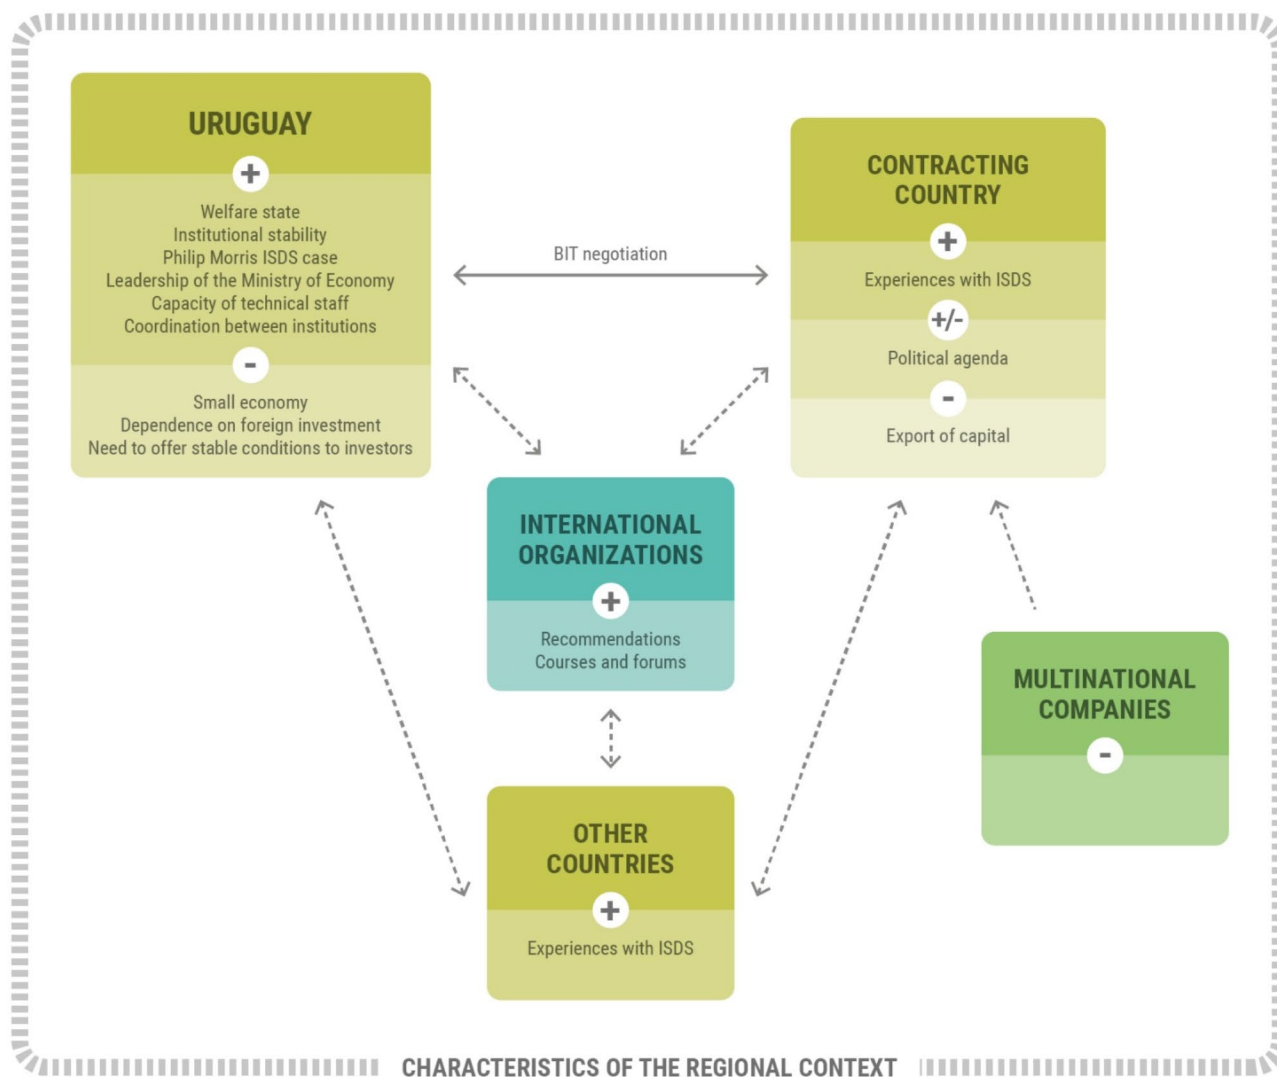 URUGUAY
+
Welfare state
Institutional stability
Philip Morris ISDS case
Leadership of the Ministry of Economy
Capacity of technical staff
Coordination between institutions
-
Small economy
Dependence on foreign investment
Need to offer stable conditions to investors
BIT negotiation
CONTRACTING
COUNTRY
+
Experiences with ISDS
+/-
Political agenda
-
Export of capital
INTERNATIONAL
ORGANIZATIONS
+
Recommendations
Courses and forums
MULTINATIONAL
COMPANIES
-
OTHER
COUNTRIES
+
Experiences with ISDS
CHARACTERISTICS OF THE REGIONAL CONTEXT